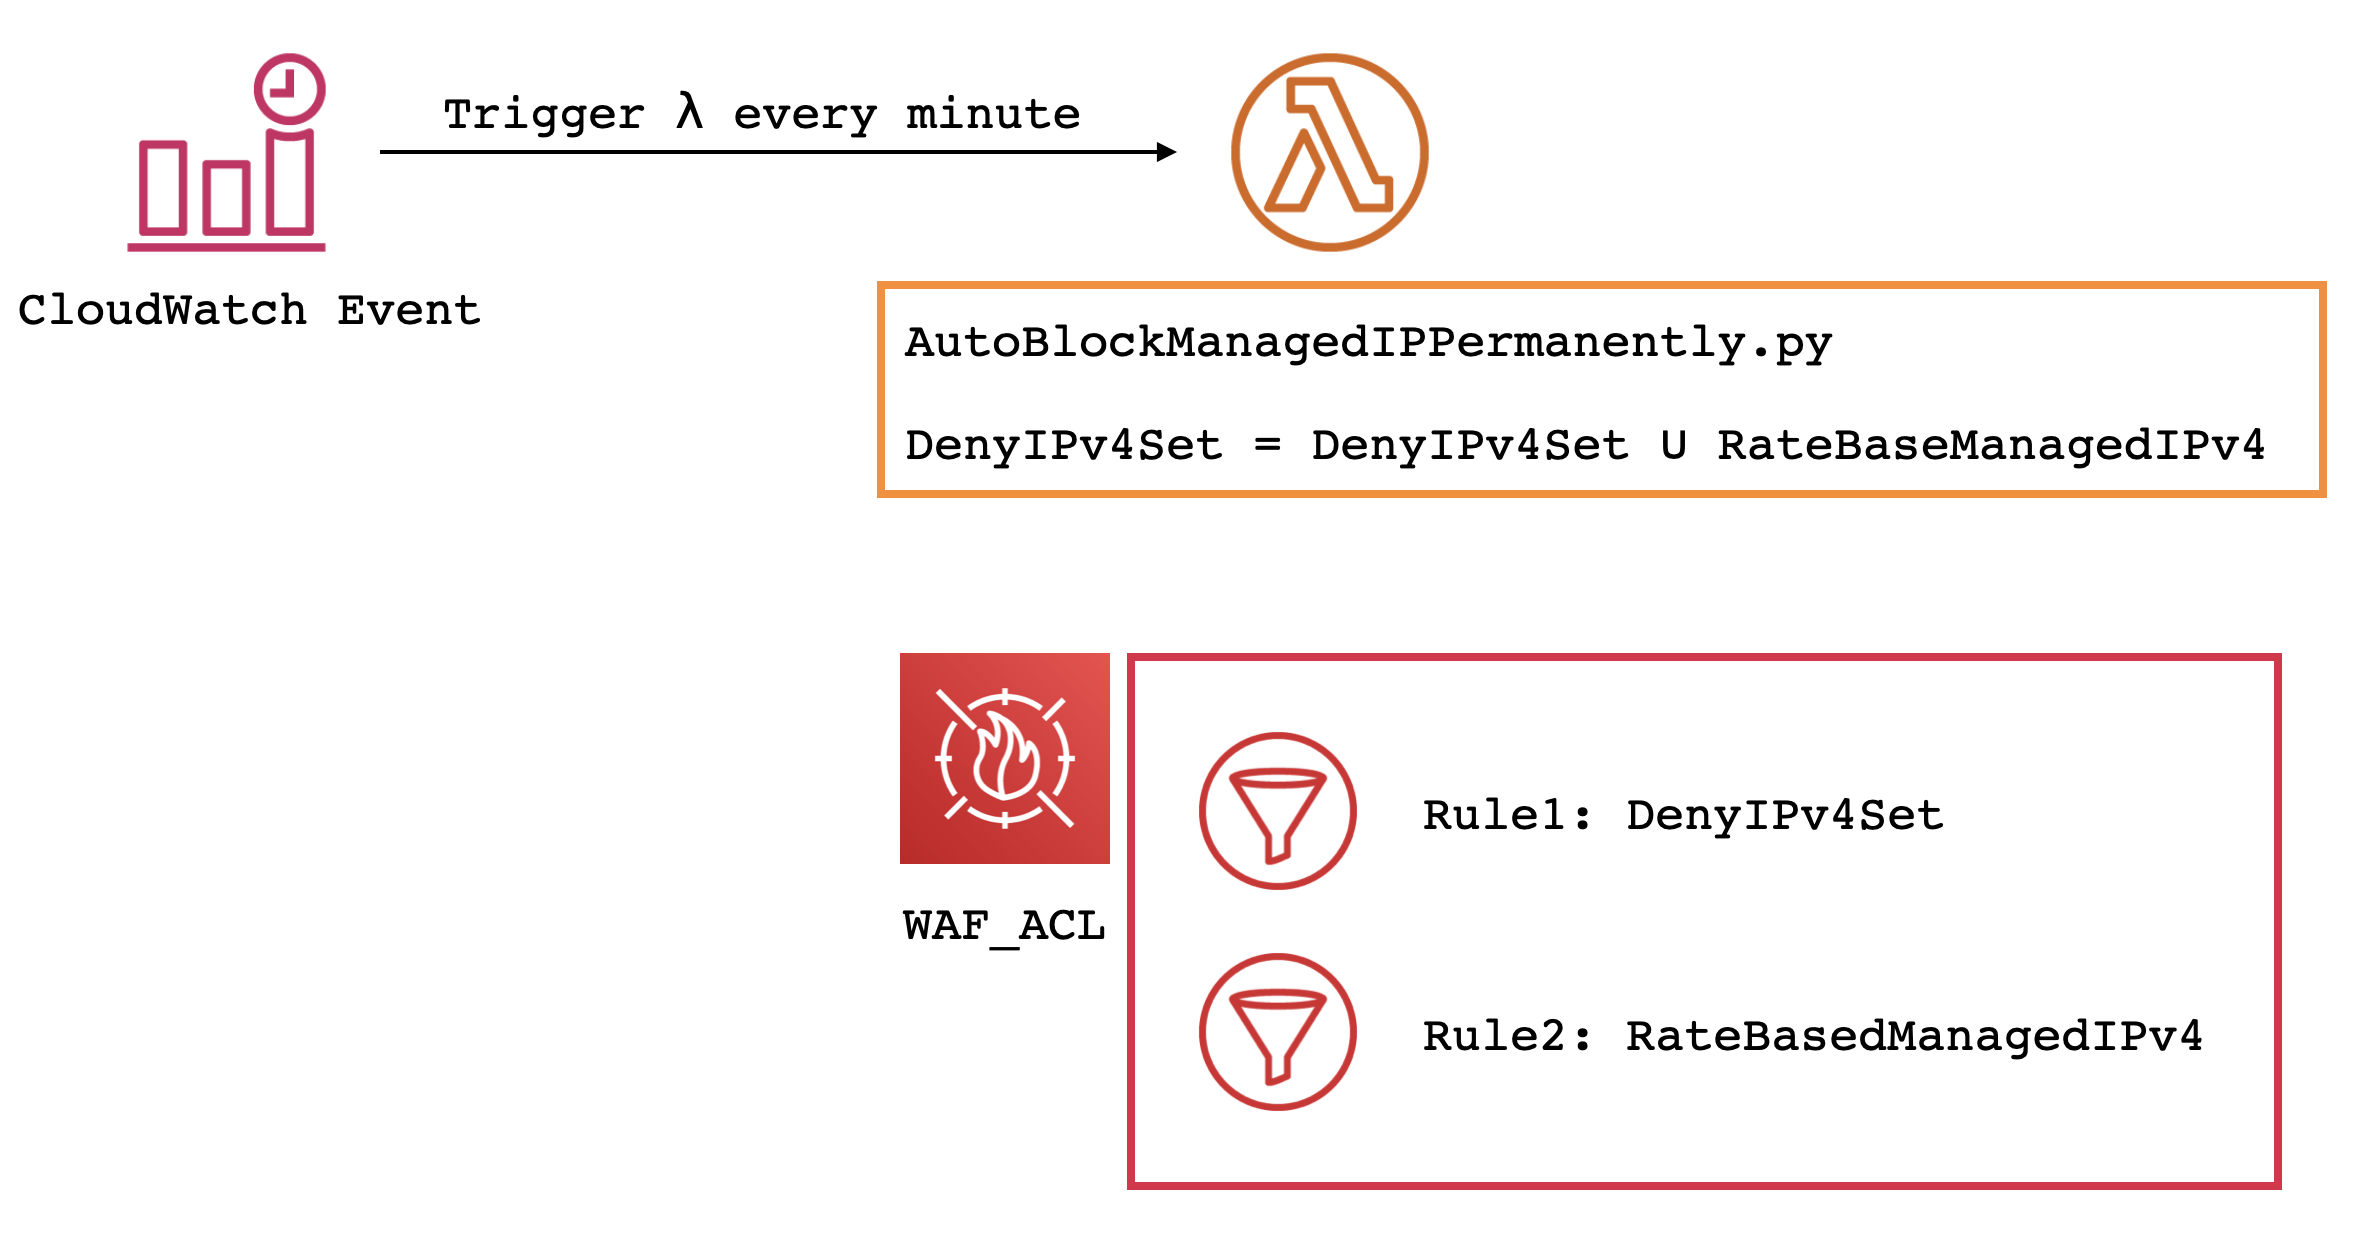 Trigger λ every minute
CloudWatch Event
AutoBlockManagedIPPermanently.py
DenyIPv4Set = DenyIPv4Set U RateBaseManagedIPv4
WAF_ACL
Rule1: DenyIPv4Set
Rule2: RateBasedManagedIPv4